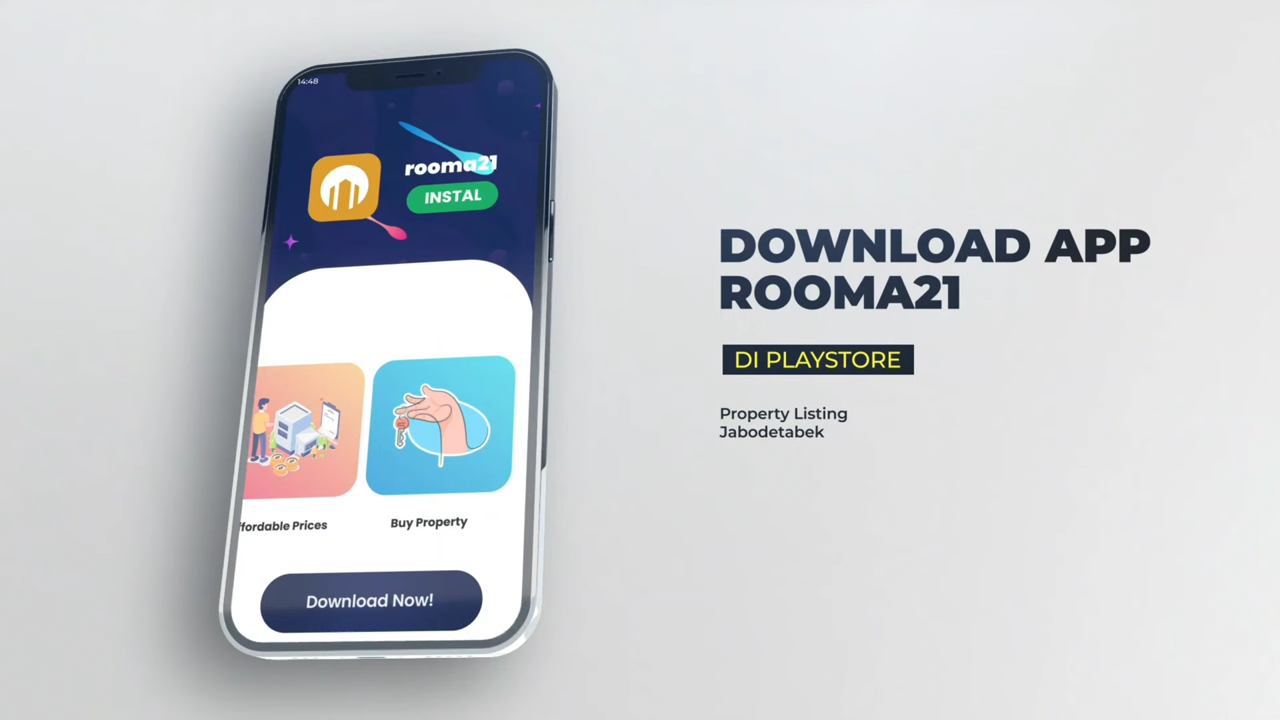 14:48
rooma21
INSTAL
ffordable Prices
Buy Property
Download Now!
DOWNLOAD APP
ROOMA21
DI PLAYSTORE
Property Listing
Jabodetabek